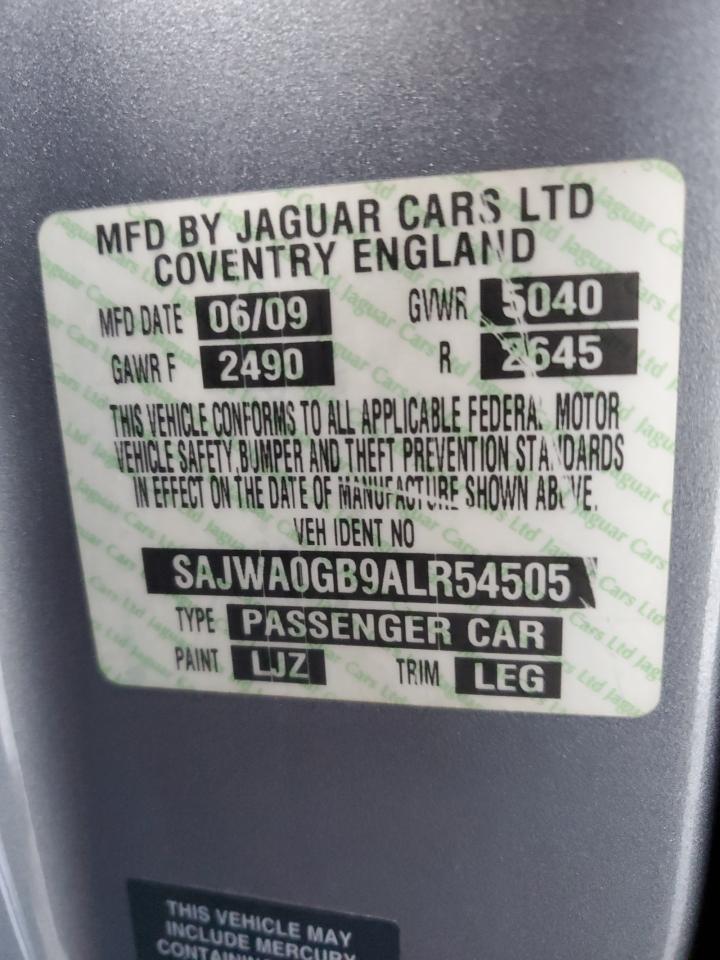 MFD BY JAGUAR CARS LTD
COVENTRY ENGLAND
MFD DATE 06/09 GVWR 5040
GAWR F 2490 R 2645
THIS VEHICLE CONFORMS TO ALL APPLICABLE FEDERAL MOTOR
VEHICLE SAFETY, BUMPER AND THEFT PREVENTION STANDARDS
IN EFFECT ON THE DATE OF MANUFACTURE SHOWN ABOVE.
VEH IDENT NO
SAJWA0GB9ALR54505
TYPE PASSENGER CAR
PAINT LJZ TRIM LEG
THIS VEHICLE MAY
INCLUDE MERCURY
CONTAINING